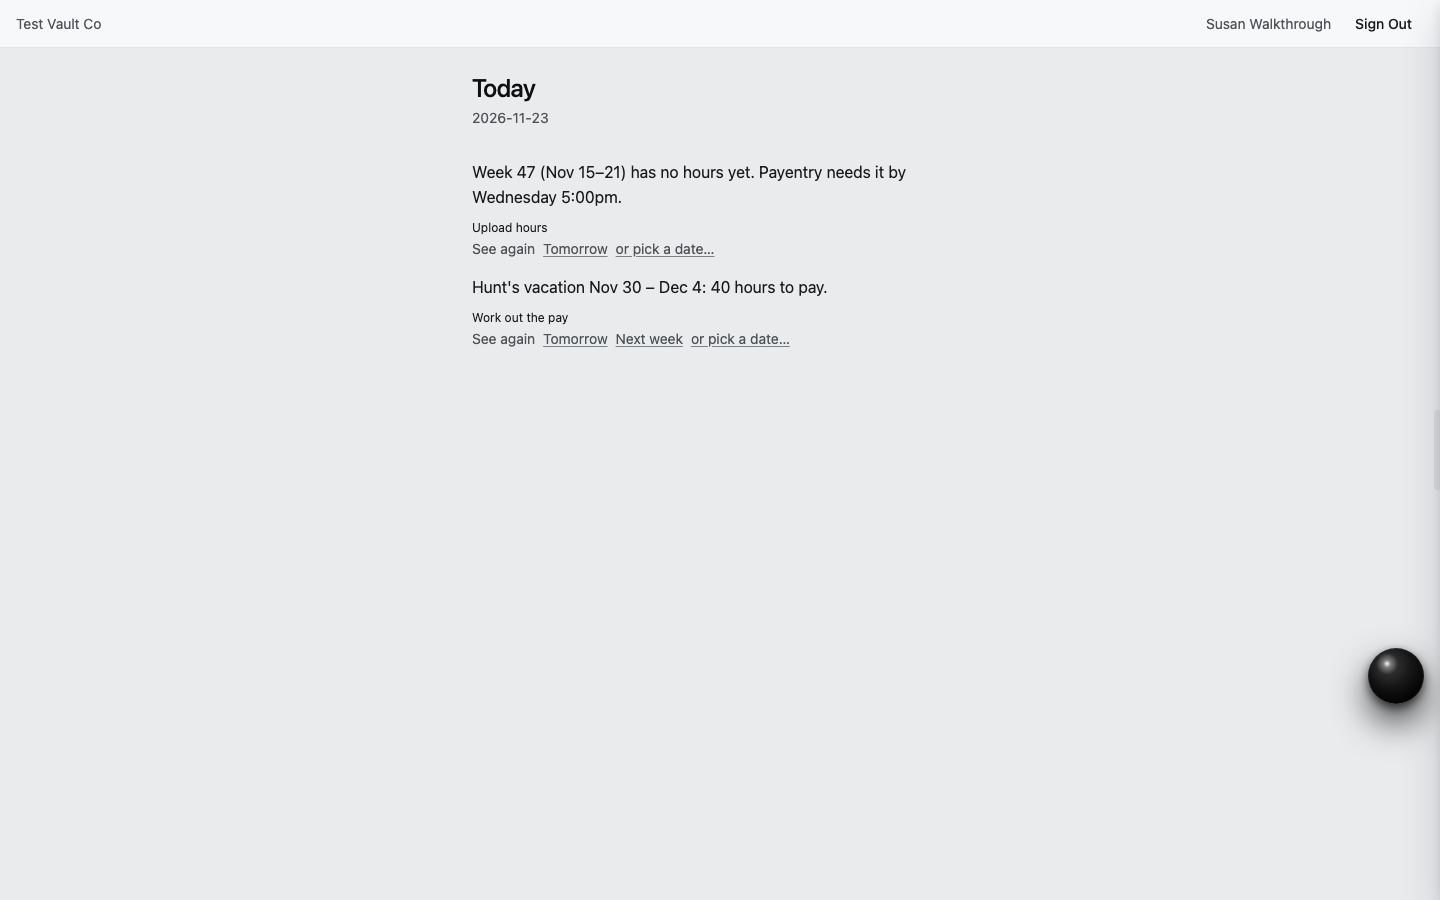 Test Vault Co
Susan Walkthrough
Sign Out
Today
2026-11-23
Week 47 (Nov 15–21) has no hours yet. Payentry needs it by
Wednesday 5:00pm.
Upload hours
See again Tomorrow or pick a date…
Hunt's vacation Nov 30 – Dec 4: 40 hours to pay.
Work out the pay
See again Tomorrow Next week or pick a date…